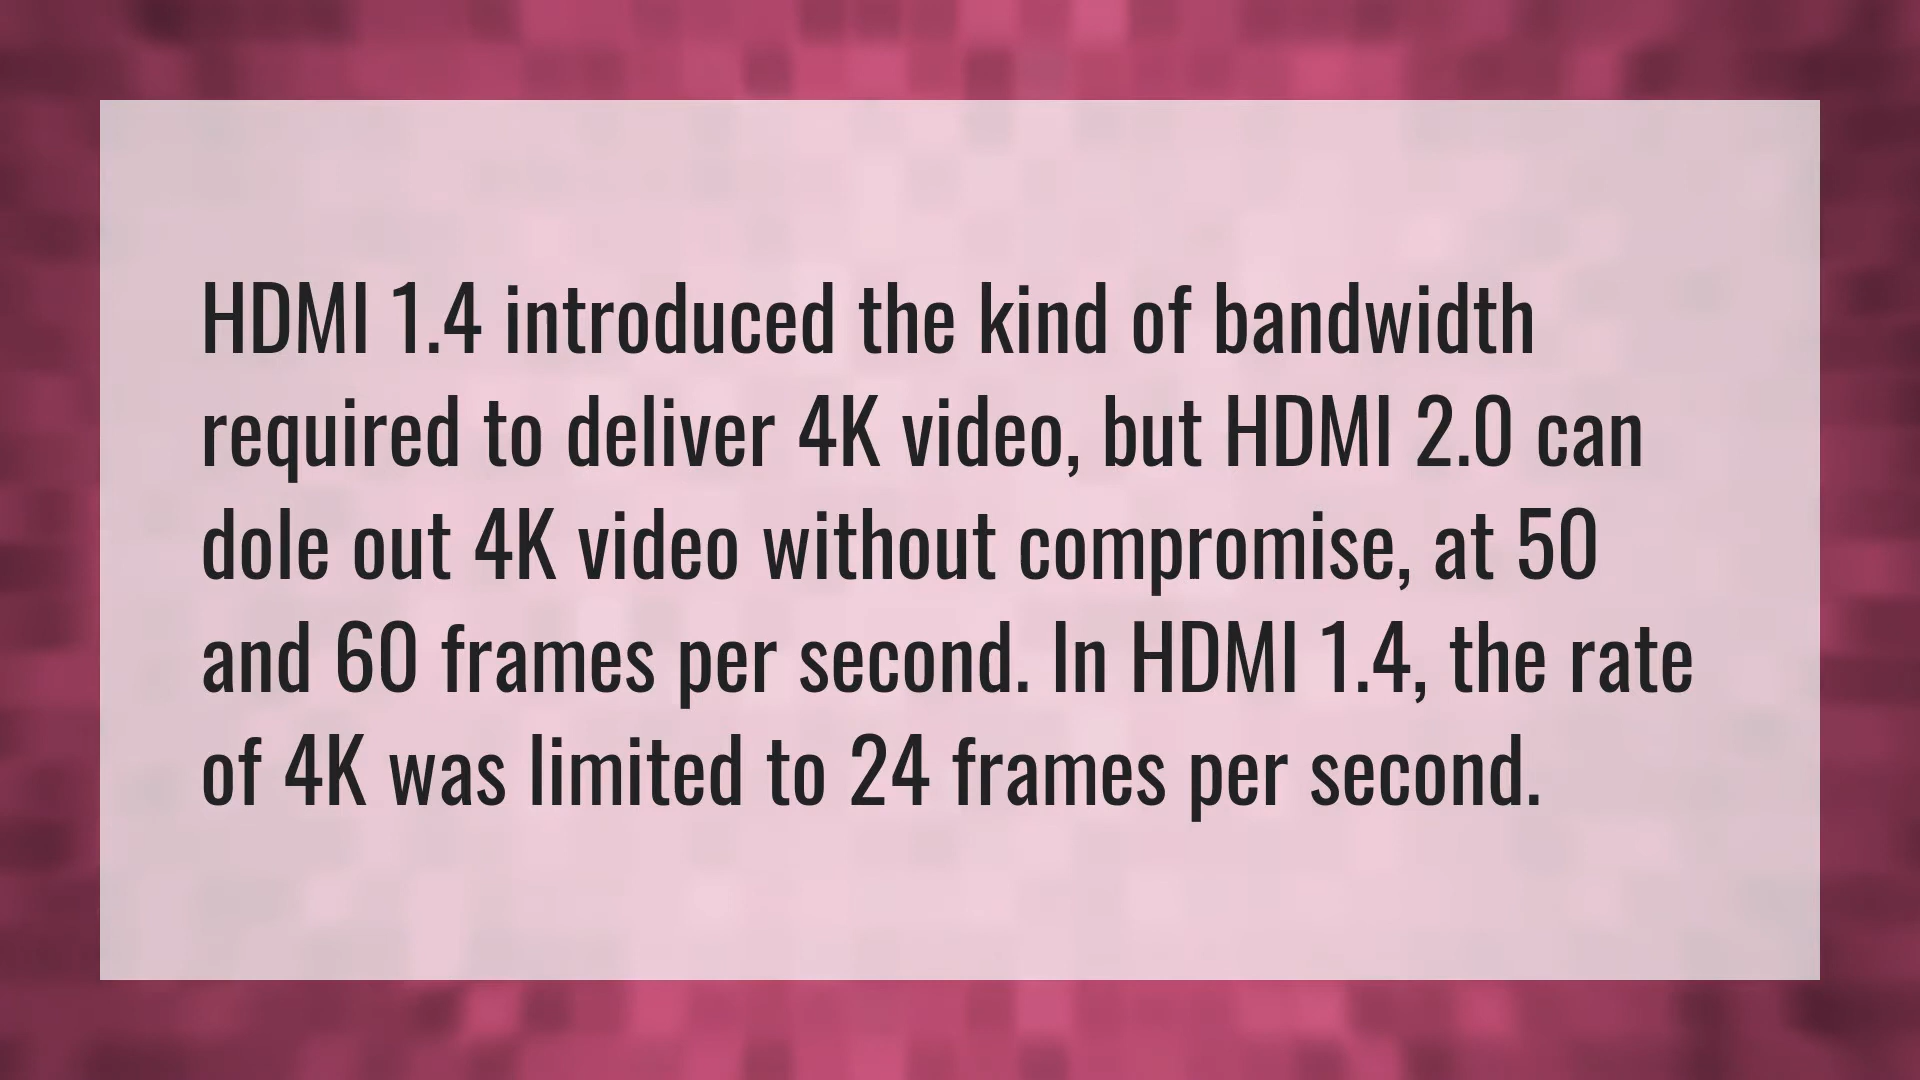 HDMI 1.4 introduced the kind of bandwidth
required to deliver 4K video, but HDMI 2.0 can
dole out 4K video without compromise, at 50
and 60 frames per second. In HDMI 1.4, the rate
of 4K was limited to 24 frames per second.